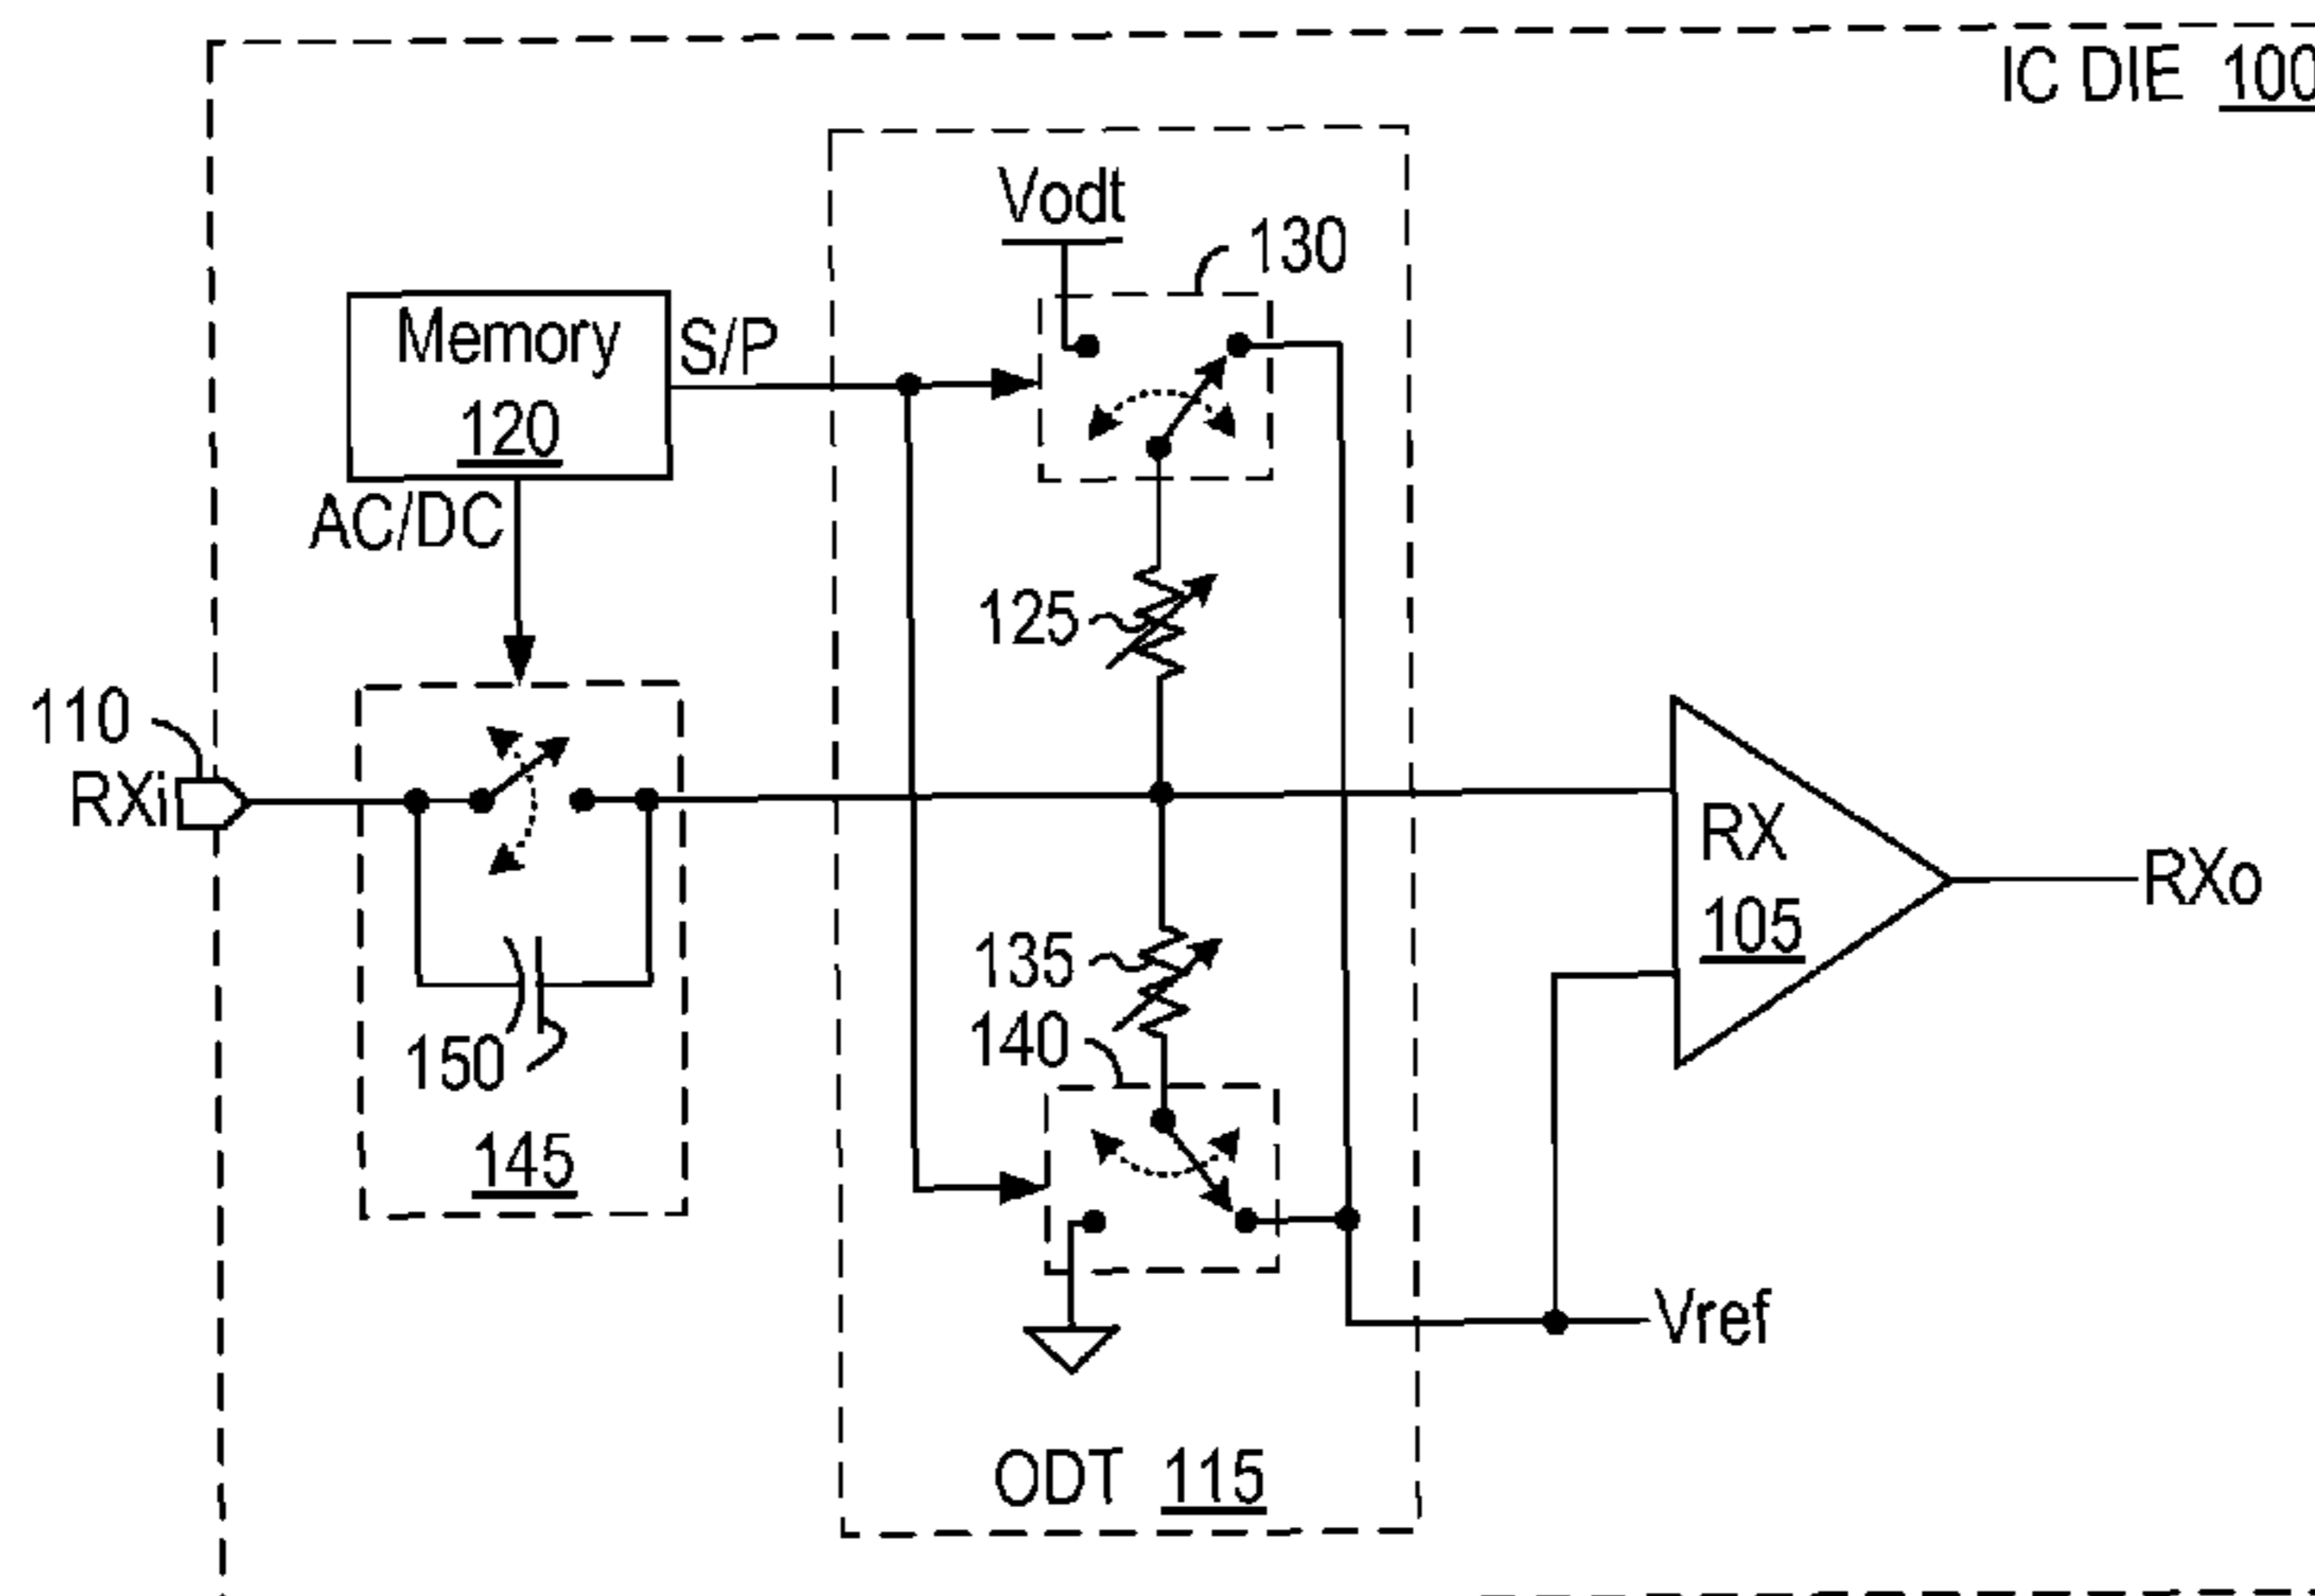 IC DIE 100
Vodt
130
Memory
120
S/P
AC/DC
125
110
RXi
RX
105
RXo
135
140
150
145
Vref
ODT 115